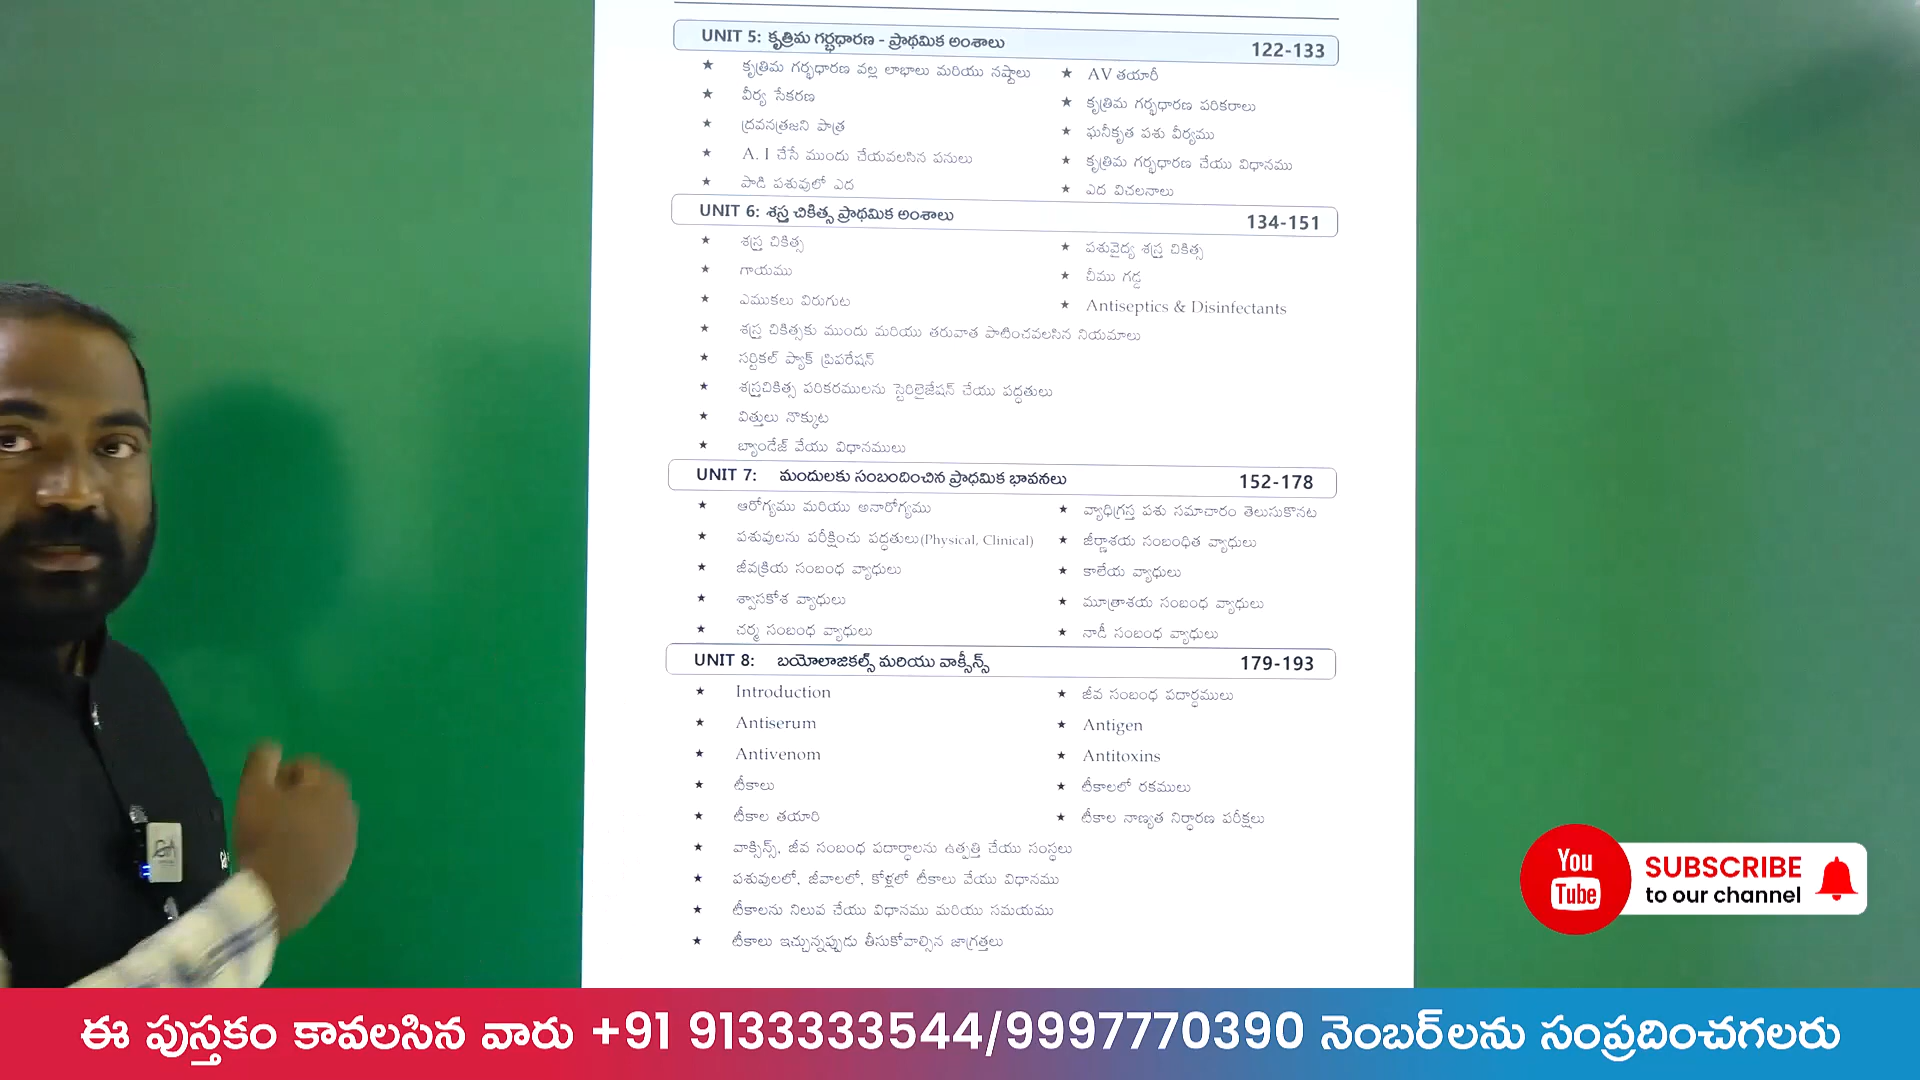 UNIT 5: కృత్రిమ గర్భధారణ - ప్రాథమిక అంశాలు 122-133
★ కృత్రిమ గర్భధారణ వల్ల లాభాలు మరియు నష్టాలు ★ AV తయారీ
★ వీర్య సేకరణ ★ కృత్రిమ గర్భధారణ పరికరాలు
★ ద్రవనత్రజని పాత్ర ★ ఘనీకృత పశు వీర్యము
★ A. I చేసే ముందు చేయవలసిన పనులు ★ కృత్రిమ గర్భధారణ చేయు విధానము
★ పాడి పశువులో ఎద ★ ఎద విచలనాలు
UNIT 6: శస్త్ర చికిత్స ప్రాథమిక అంశాలు 134-151
★ శస్త్ర చికిత్స ★ పశువైద్య శస్త్ర చికిత్స
★ గాయము ★ చీము గడ్డ
★ ఎముకలు విరుగుట ★ Antiseptics & Disinfectants
★ శస్త్ర చికిత్సకు ముందు మరియు తరువాత పాటించవలసిన నియమాలు
★ సర్జికల్ ప్యాక్ ప్రిపరేషన్
★ శస్త్రచికిత్స పరికరములను స్టెరిలైజేషన్ చేయు పద్ధతులు
★ విత్తులు నొక్కుట
★ బ్యాండేజ్ వేయు విధానములు
UNIT 7: మందులకు సంబందించిన ప్రాధమిక భావనలు 152-178
★ ఆరోగ్యము మరియు అనారోగ్యము ★ వ్యాధిగ్రస్త పశు సమాచారం తెలుసుకొనట
★ పశువులను పరీక్షించు పద్ధతులు(Physical, Clinical) ★ జీర్ణాశయ సంబంధిత వ్యాధులు
★ జీవక్రియ సంబంధ వ్యాధులు ★ కాలేయ వ్యాధులు
★ శ్వాసకోశ వ్యాధులు ★ మూత్రాశయ సంబంధ వ్యాధులు
★ చర్మ సంబంధ వ్యాధులు ★ నాడీ సంబంధ వ్యాధులు
UNIT 8: బయోలాజికల్స్ మరియు వాక్సీన్స్ 179-193
★ Introduction ★ జీవ సంబంధ పదార్థములు
★ Antiserum ★ Antigen
★ Antivenom ★ Antitoxins
★ టీకాలు ★ టీకాలలో రకములు
★ టీకాల తయారి ★ టీకాల నాణ్యత నిర్ధారణ పరీక్షలు
★ వాక్సిన్స్, జీవ సంబంధ పదార్థాలను ఉత్పత్తి చేయు సంస్థలు
★ పశువులలో, జీవాలలో, కోళ్లలో టీకాలు వేయు విధానము
★ టీకాలను నిలువ చేయు విధానము మరియు సమయము
★ టీకాలు ఇచ్చున్నప్పుడు తీసుకోవాల్సిన జాగ్రత్తలు
You Tube
SUBSCRIBE
to our channel
ఈ పుస్తకం కావలసిన వారు +91 9133333544/9997770390 నెంబర్‌లను సంప్రదించగలరు